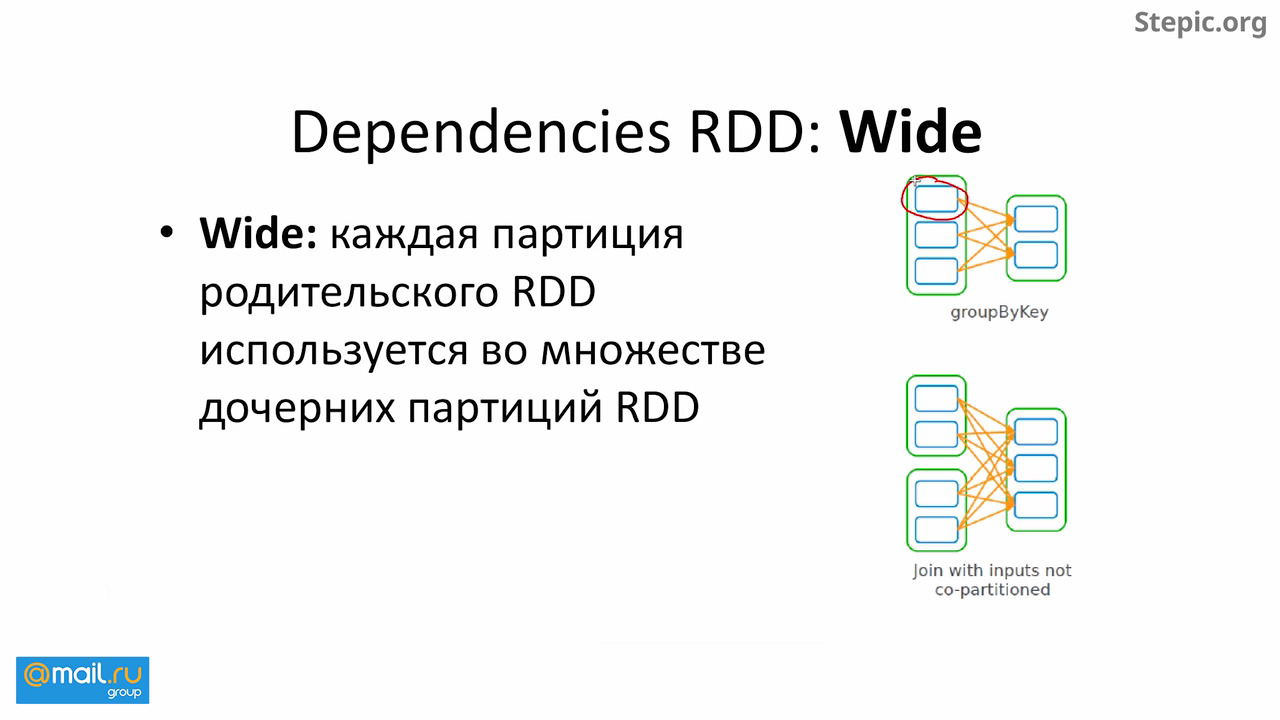 Stepic.org
Dependencies RDD: Wide
• Wide: каждая партиция
родительского RDD
используется во множестве
дочерних партиций RDD
groupByKey
Join with inputs not
co-partitioned
@mail.ru
group